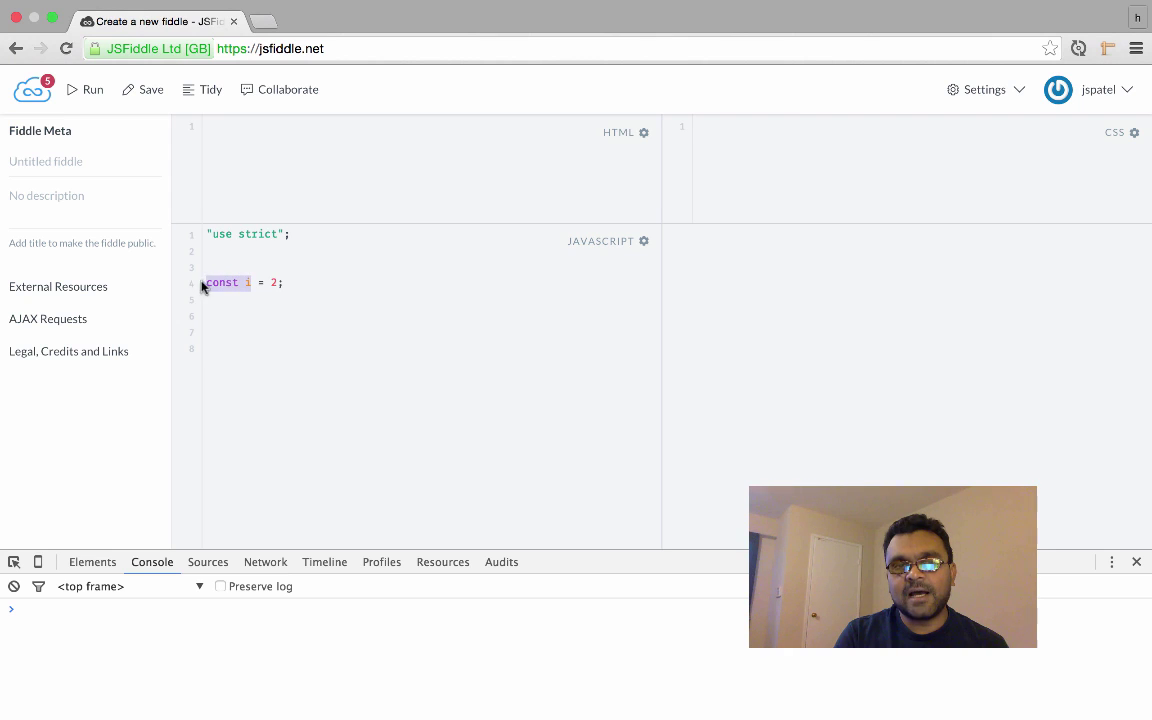 Create a new fiddle - JSFid
h
JSFiddle Ltd [GB] https://jsfiddle.net
5
Run
Save
Tidy
Collaborate
Settings
jspatel
Fiddle Meta
Untitled fiddle
No description
Add title to make the fiddle public.
External Resources
AJAX Requests
Legal, Credits and Links
1
HTML
1
CSS
1 "use strict";
JAVASCRIPT
2
3
4 const i = 2;
5
6
7
8
Elements Console Sources Network Timeline Profiles Resources Audits
<top frame> Preserve log
>